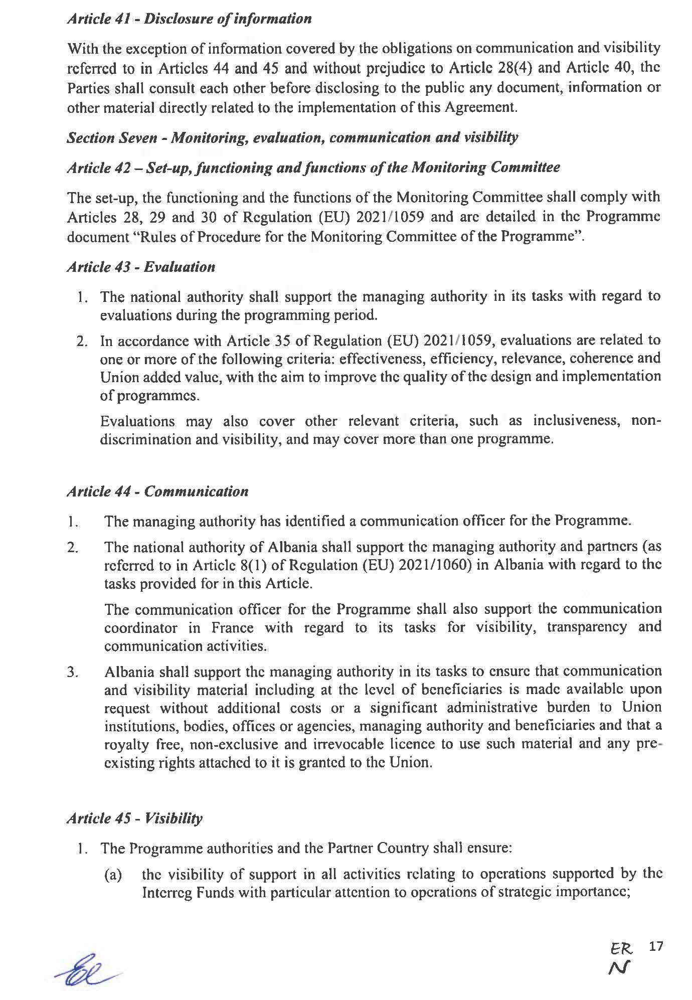 Article 41 - Disclosure of information
With the exception of information covered by the obligations on communication and visibility
referred to in Articles 44 and 45 and without prejudice to Article 28(4) and Article 40, the
Parties shall consult each other before disclosing to the public any document, information or
other material directly related to the implementation of this Agreement.
Section Seven - Monitoring, evaluation, communication and visibility
Article 42 – Set-up, functioning and functions of the Monitoring Committee
The set-up, the functioning and the functions of the Monitoring Committee shall comply with
Articles 28, 29 and 30 of Regulation (EU) 2021/1059 and are detailed in the Programme
document “Rules of Procedure for the Monitoring Committee of the Programme”.
Article 43 - Evaluation
1. The national authority shall support the managing authority in its tasks with regard to
evaluations during the programming period.
2. In accordance with Article 35 of Regulation (EU) 2021/1059, evaluations are related to
one or more of the following criteria: effectiveness, efficiency, relevance, coherence and
Union added value, with the aim to improve the quality of the design and implementation
of programmes.
Evaluations may also cover other relevant criteria, such as inclusiveness, non-
discrimination and visibility, and may cover more than one programme.
Article 44 - Communication
1. The managing authority has identified a communication officer for the Programme.
2. The national authority of Albania shall support the managing authority and partners (as
referred to in Article 8(1) of Regulation (EU) 2021/1060) in Albania with regard to the
tasks provided for in this Article.
The communication officer for the Programme shall also support the communication
coordinator in France with regard to its tasks for visibility, transparency and
communication activities.
3. Albania shall support the managing authority in its tasks to ensure that communication
and visibility material including at the level of beneficiaries is made available upon
request without additional costs or a significant administrative burden to Union
institutions, bodies, offices or agencies, managing authority and beneficiaries and that a
royalty free, non-exclusive and irrevocable licence to use such material and any pre-
existing rights attached to it is granted to the Union.
Article 45 - Visibility
1. The Programme authorities and the Partner Country shall ensure:
(a) the visibility of support in all activities relating to operations supported by the
Interreg Funds with particular attention to operations of strategic importance;
ER 17